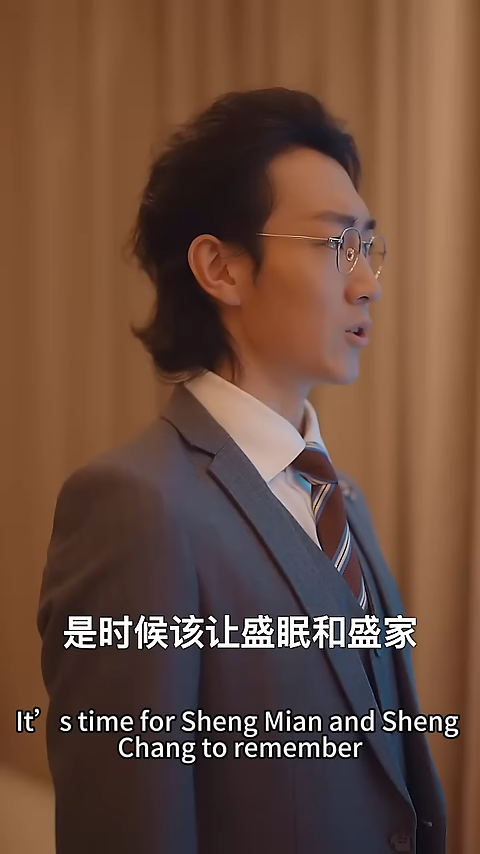 是时候该让盛眠和盛家
It’s time for Sheng Mian and Sheng
Chang to remember